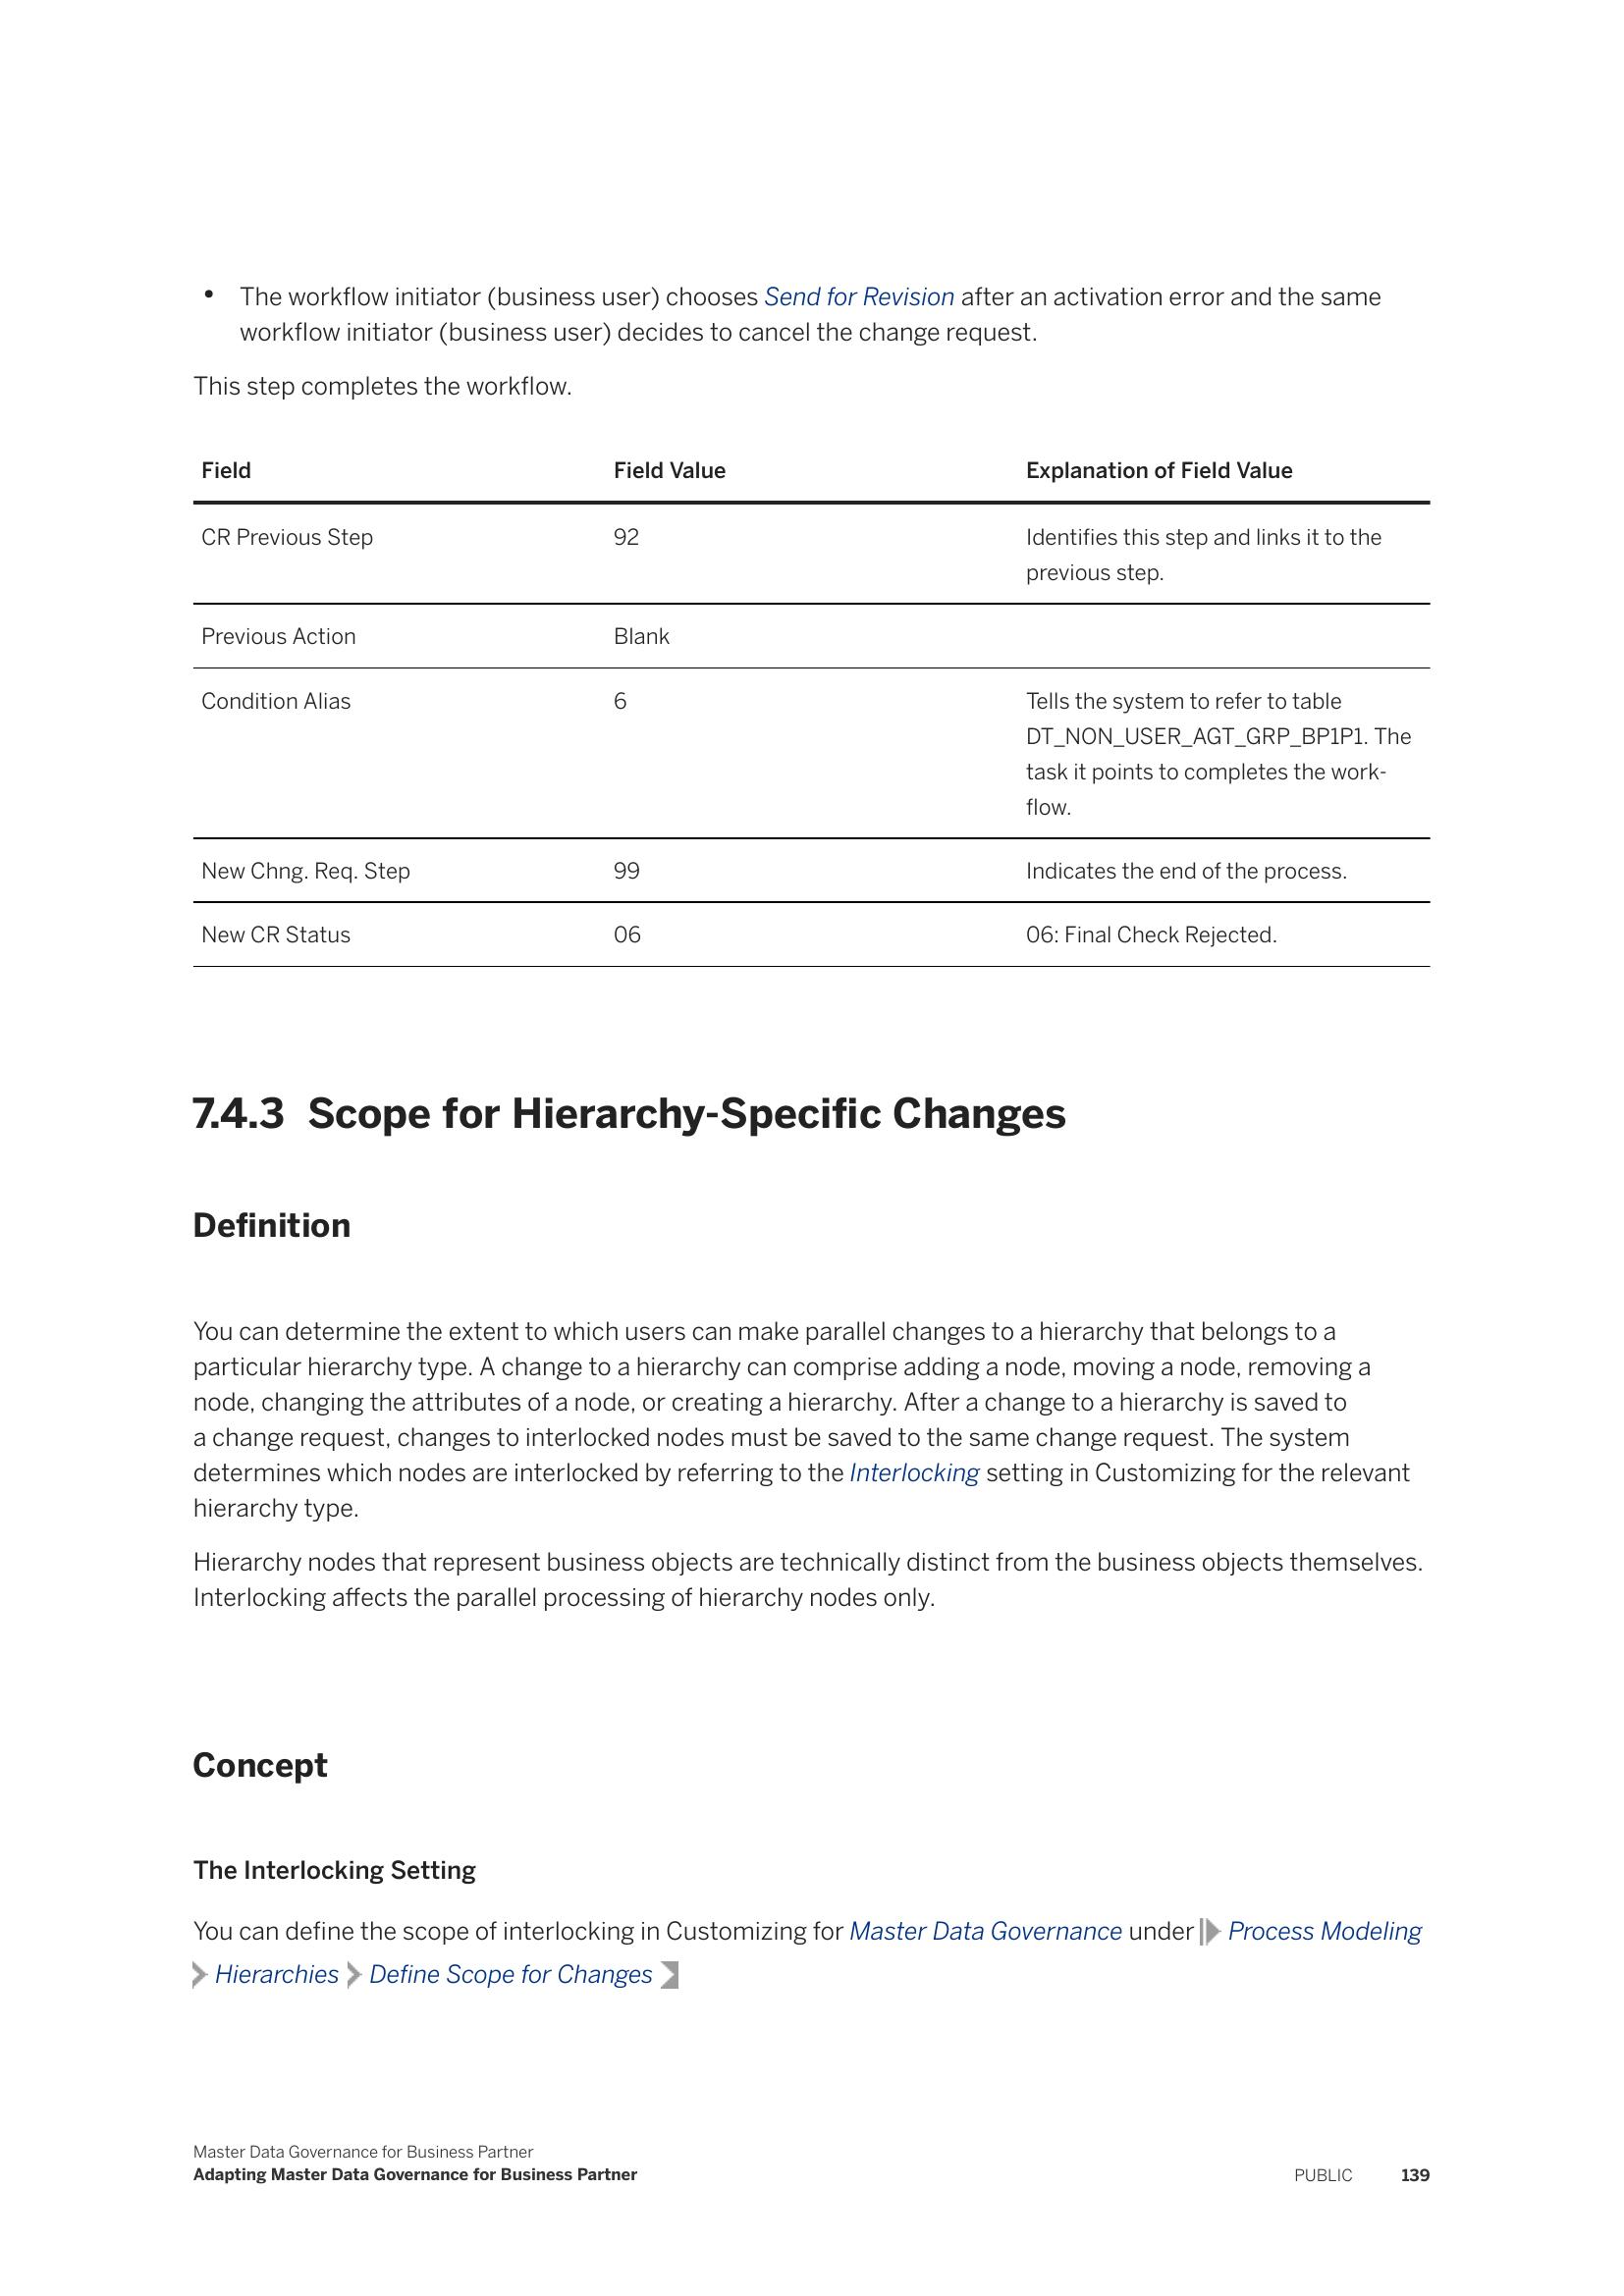 • The workflow initiator (business user) chooses Send for Revision after an activation error and the same
workflow initiator (business user) decides to cancel the change request.
This step completes the workflow.
Field Field Value Explanation of Field Value
CR Previous Step 92 Identifies this step and links it to the
previous step.
Previous Action Blank
Condition Alias 6 Tells the system to refer to table
DT_NON_USER_AGT_GRP_BP1P1. The
task it points to completes the work-
flow.
New Chng. Req. Step 99 Indicates the end of the process.
New CR Status 06 06: Final Check Rejected.
7.4.3 Scope for Hierarchy-Specific Changes
Definition
You can determine the extent to which users can make parallel changes to a hierarchy that belongs to a
particular hierarchy type. A change to a hierarchy can comprise adding a node, moving a node, removing a
node, changing the attributes of a node, or creating a hierarchy. After a change to a hierarchy is saved to
a change request, changes to interlocked nodes must be saved to the same change request. The system
determines which nodes are interlocked by referring to the Interlocking setting in Customizing for the relevant
hierarchy type.
Hierarchy nodes that represent business objects are technically distinct from the business objects themselves.
Interlocking affects the parallel processing of hierarchy nodes only.
Concept
The Interlocking Setting
You can define the scope of interlocking in Customizing for Master Data Governance under Process Modeling
Hierarchies Define Scope for Changes
Master Data Governance for Business Partner
Adapting Master Data Governance for Business Partner PUBLIC 139